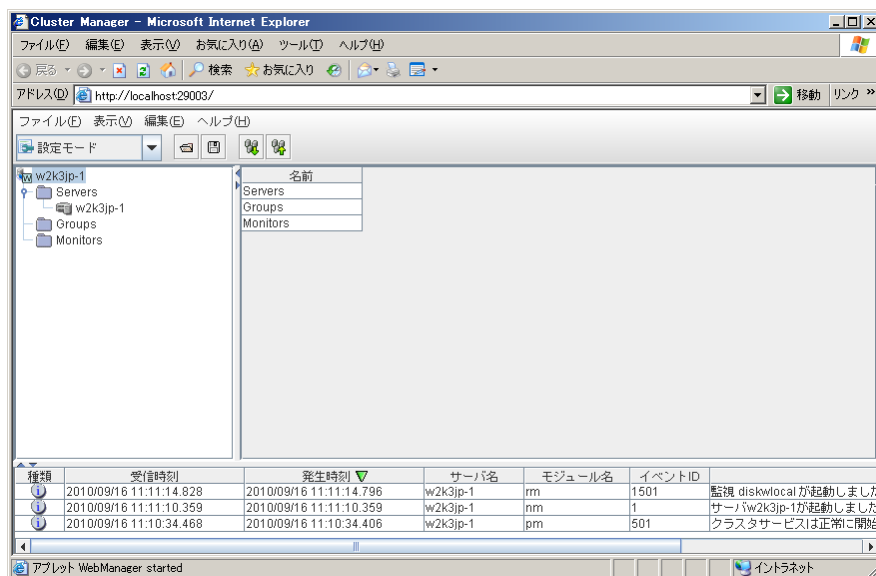 Cluster Manager - Microsoft Internet Explorer
ファイル(F) 編集(E) 表示(V) お気に入り(A) ツール(T) ヘルプ(H)
戻る 検索 お気に入り
アドレス(D) http://localhost:29003/ 移動 リンク »
ファイル(F) 表示(V) 編集(E) ヘルプ(H)
設定モード
w2k3jp-1
Servers
w2k3jp-1
Groups
Monitors
名前
Servers
Groups
Monitors
種類 受信時刻 発生時刻 サーバ名 モジュール名 イベントID
2010/09/16 11:11:14.828 2010/09/16 11:11:14.796 w2k3jp-1 rm 1501 監視 diskwlocal が起動しました
2010/09/16 11:11:10.359 2010/09/16 11:11:10.359 w2k3jp-1 nm 1 サーバw2k3jp-1が起動しました
2010/09/16 11:10:34.468 2010/09/16 11:10:34.406 w2k3jp-1 pm 501 クラスタサービスは正常に開始
アプレット WebManager started イントラネット